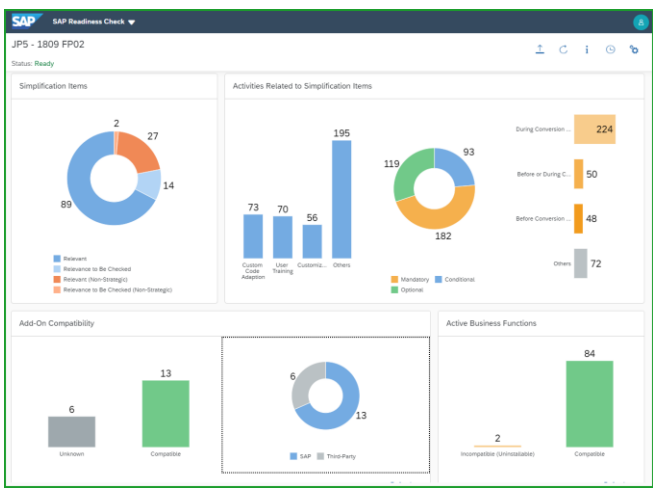 SAP SAP Readiness Check
JP5 - 1809 FP02
Status: Ready
Simplification Items
2
27
14
89
Relevant
Relevance to Be Checked
Relevant (Non-Strategic)
Relevance to Be Checked (Non-Strategic)
Activities Related to Simplification Items
195
73
70
56
Custom Code Adaption
User Training
Customiz...
Others
119
93
182
Mandatory Conditional
Optional
During Conversion ... 224
Before or During C... 50
Before Conversion ... 48
Others 72
Add-On Compatibility
6
13
Unknown Compatible
6
13
SAP Third-Party
Active Business Functions
84
2
Incompatible (Uninstallable) Compatible